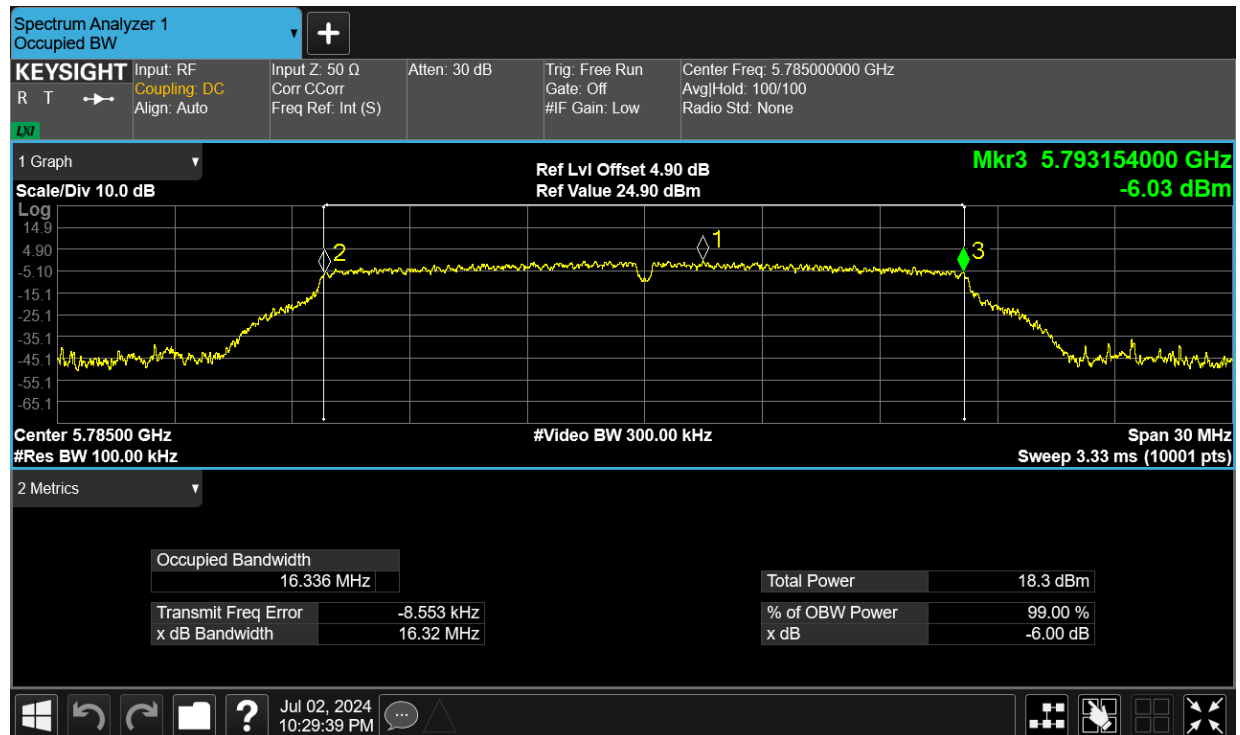 Spectrum Analyzer 1
Occupied BW
KEYSIGHT
R T
LXI
Input: RF
Coupling: DC
Align: Auto
Input Z: 50 Ω
Corr CCorr
Freq Ref: Int (S)
Atten: 30 dB
Trig: Free Run
Gate: Off
#IF Gain: Low
Center Freq: 5.785000000 GHz
Avg|Hold: 100/100
Radio Std: None
1 Graph
Scale/Div 10.0 dB
Ref Lvl Offset 4.90 dB
Ref Value 24.90 dBm
Mkr3 5.793154000 GHz
-6.03 dBm
Log
14.9
4.90
-5.10
-15.1
-25.1
-35.1
-45.1
-55.1
-65.1
2
1
3
Center 5.78500 GHz
#Res BW 100.00 kHz
#Video BW 300.00 kHz
Span 30 MHz
Sweep 3.33 ms (10001 pts)
2 Metrics
Occupied Bandwidth
16.336 MHz
Transmit Freq Error -8.553 kHz
x dB Bandwidth 16.32 MHz
Total Power 18.3 dBm
% of OBW Power 99.00 %
x dB -6.00 dB
?
Jul 02, 2024
10:29:39 PM